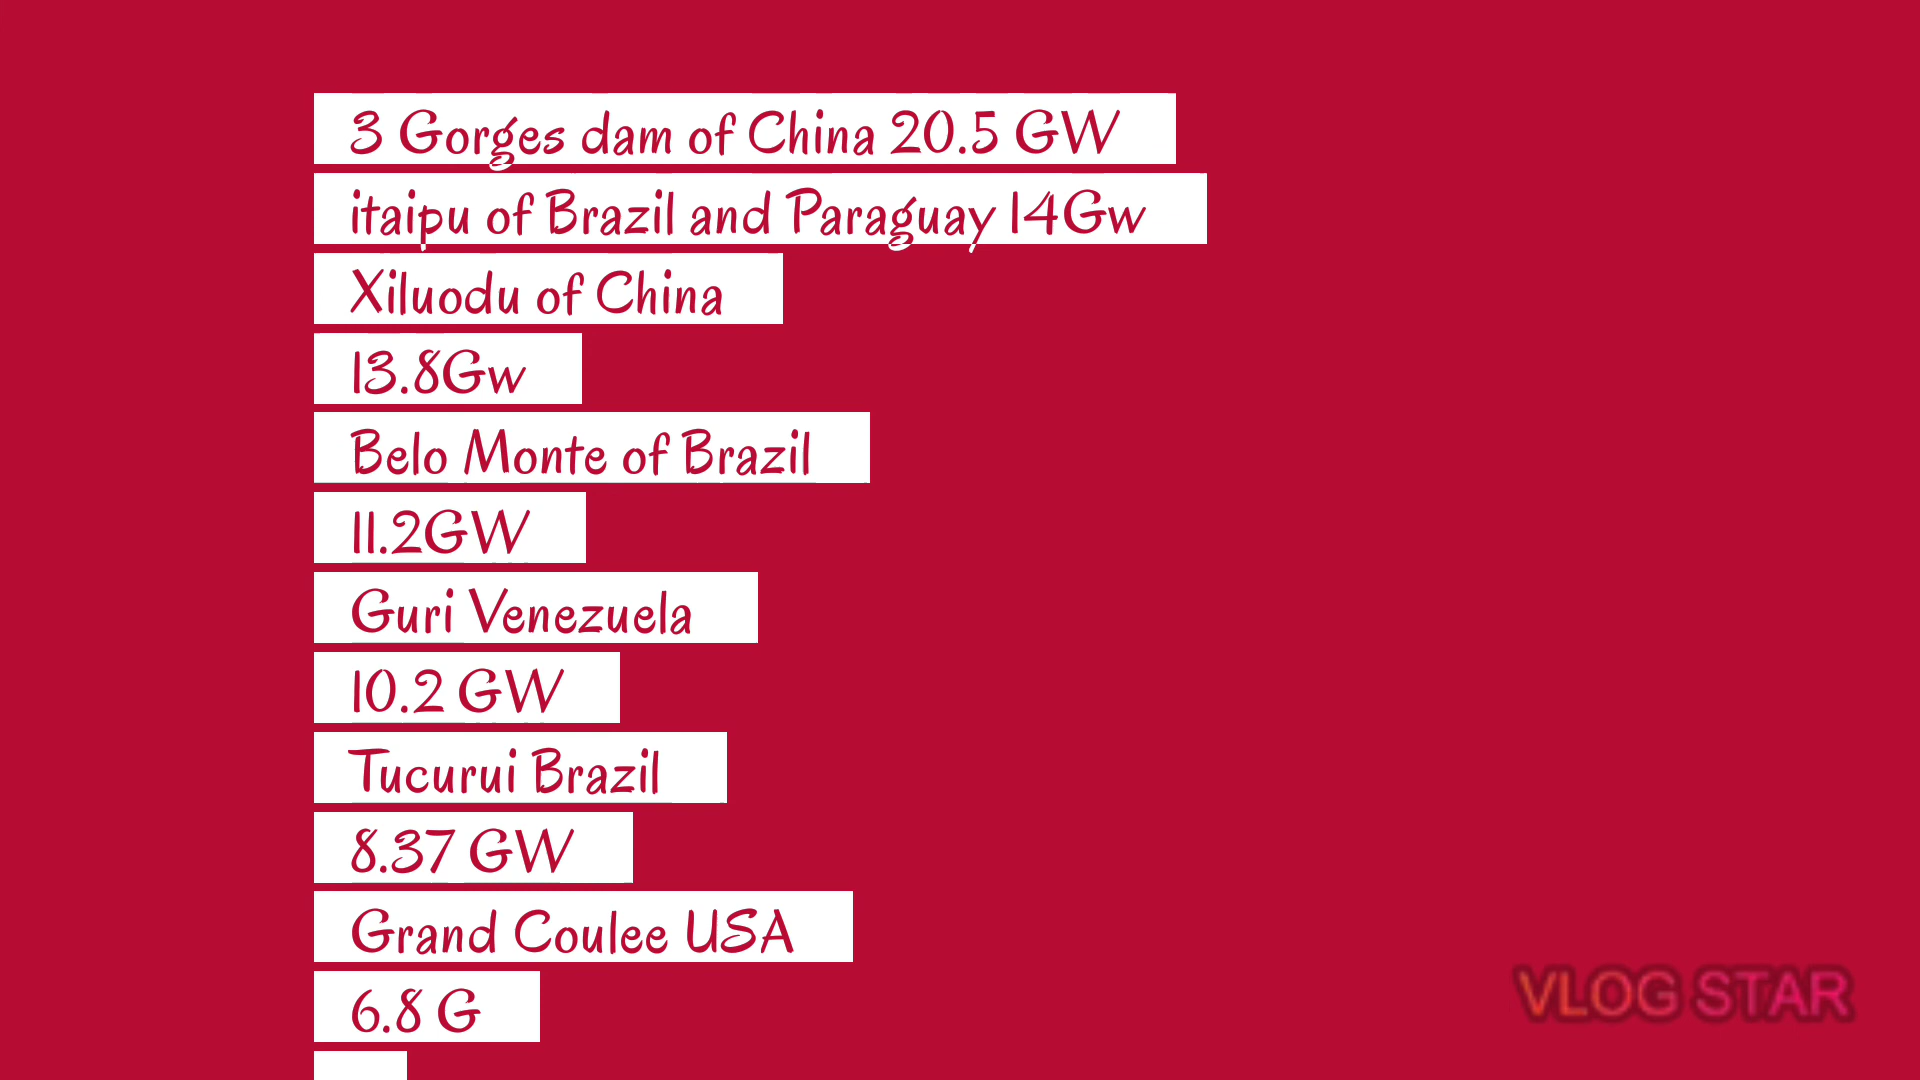 3 Gorges dam of China 20.5 GW
itaipu of Brazil and Paraguay 14Gw
Xiluodu of China
13.8Gw
Belo Monte of Brazil
11.2GW
Guri Venezuela
10.2 GW
Tucurui Brazil
8.37 GW
Grand Coulee USA
6.8 G
VLOG STAR